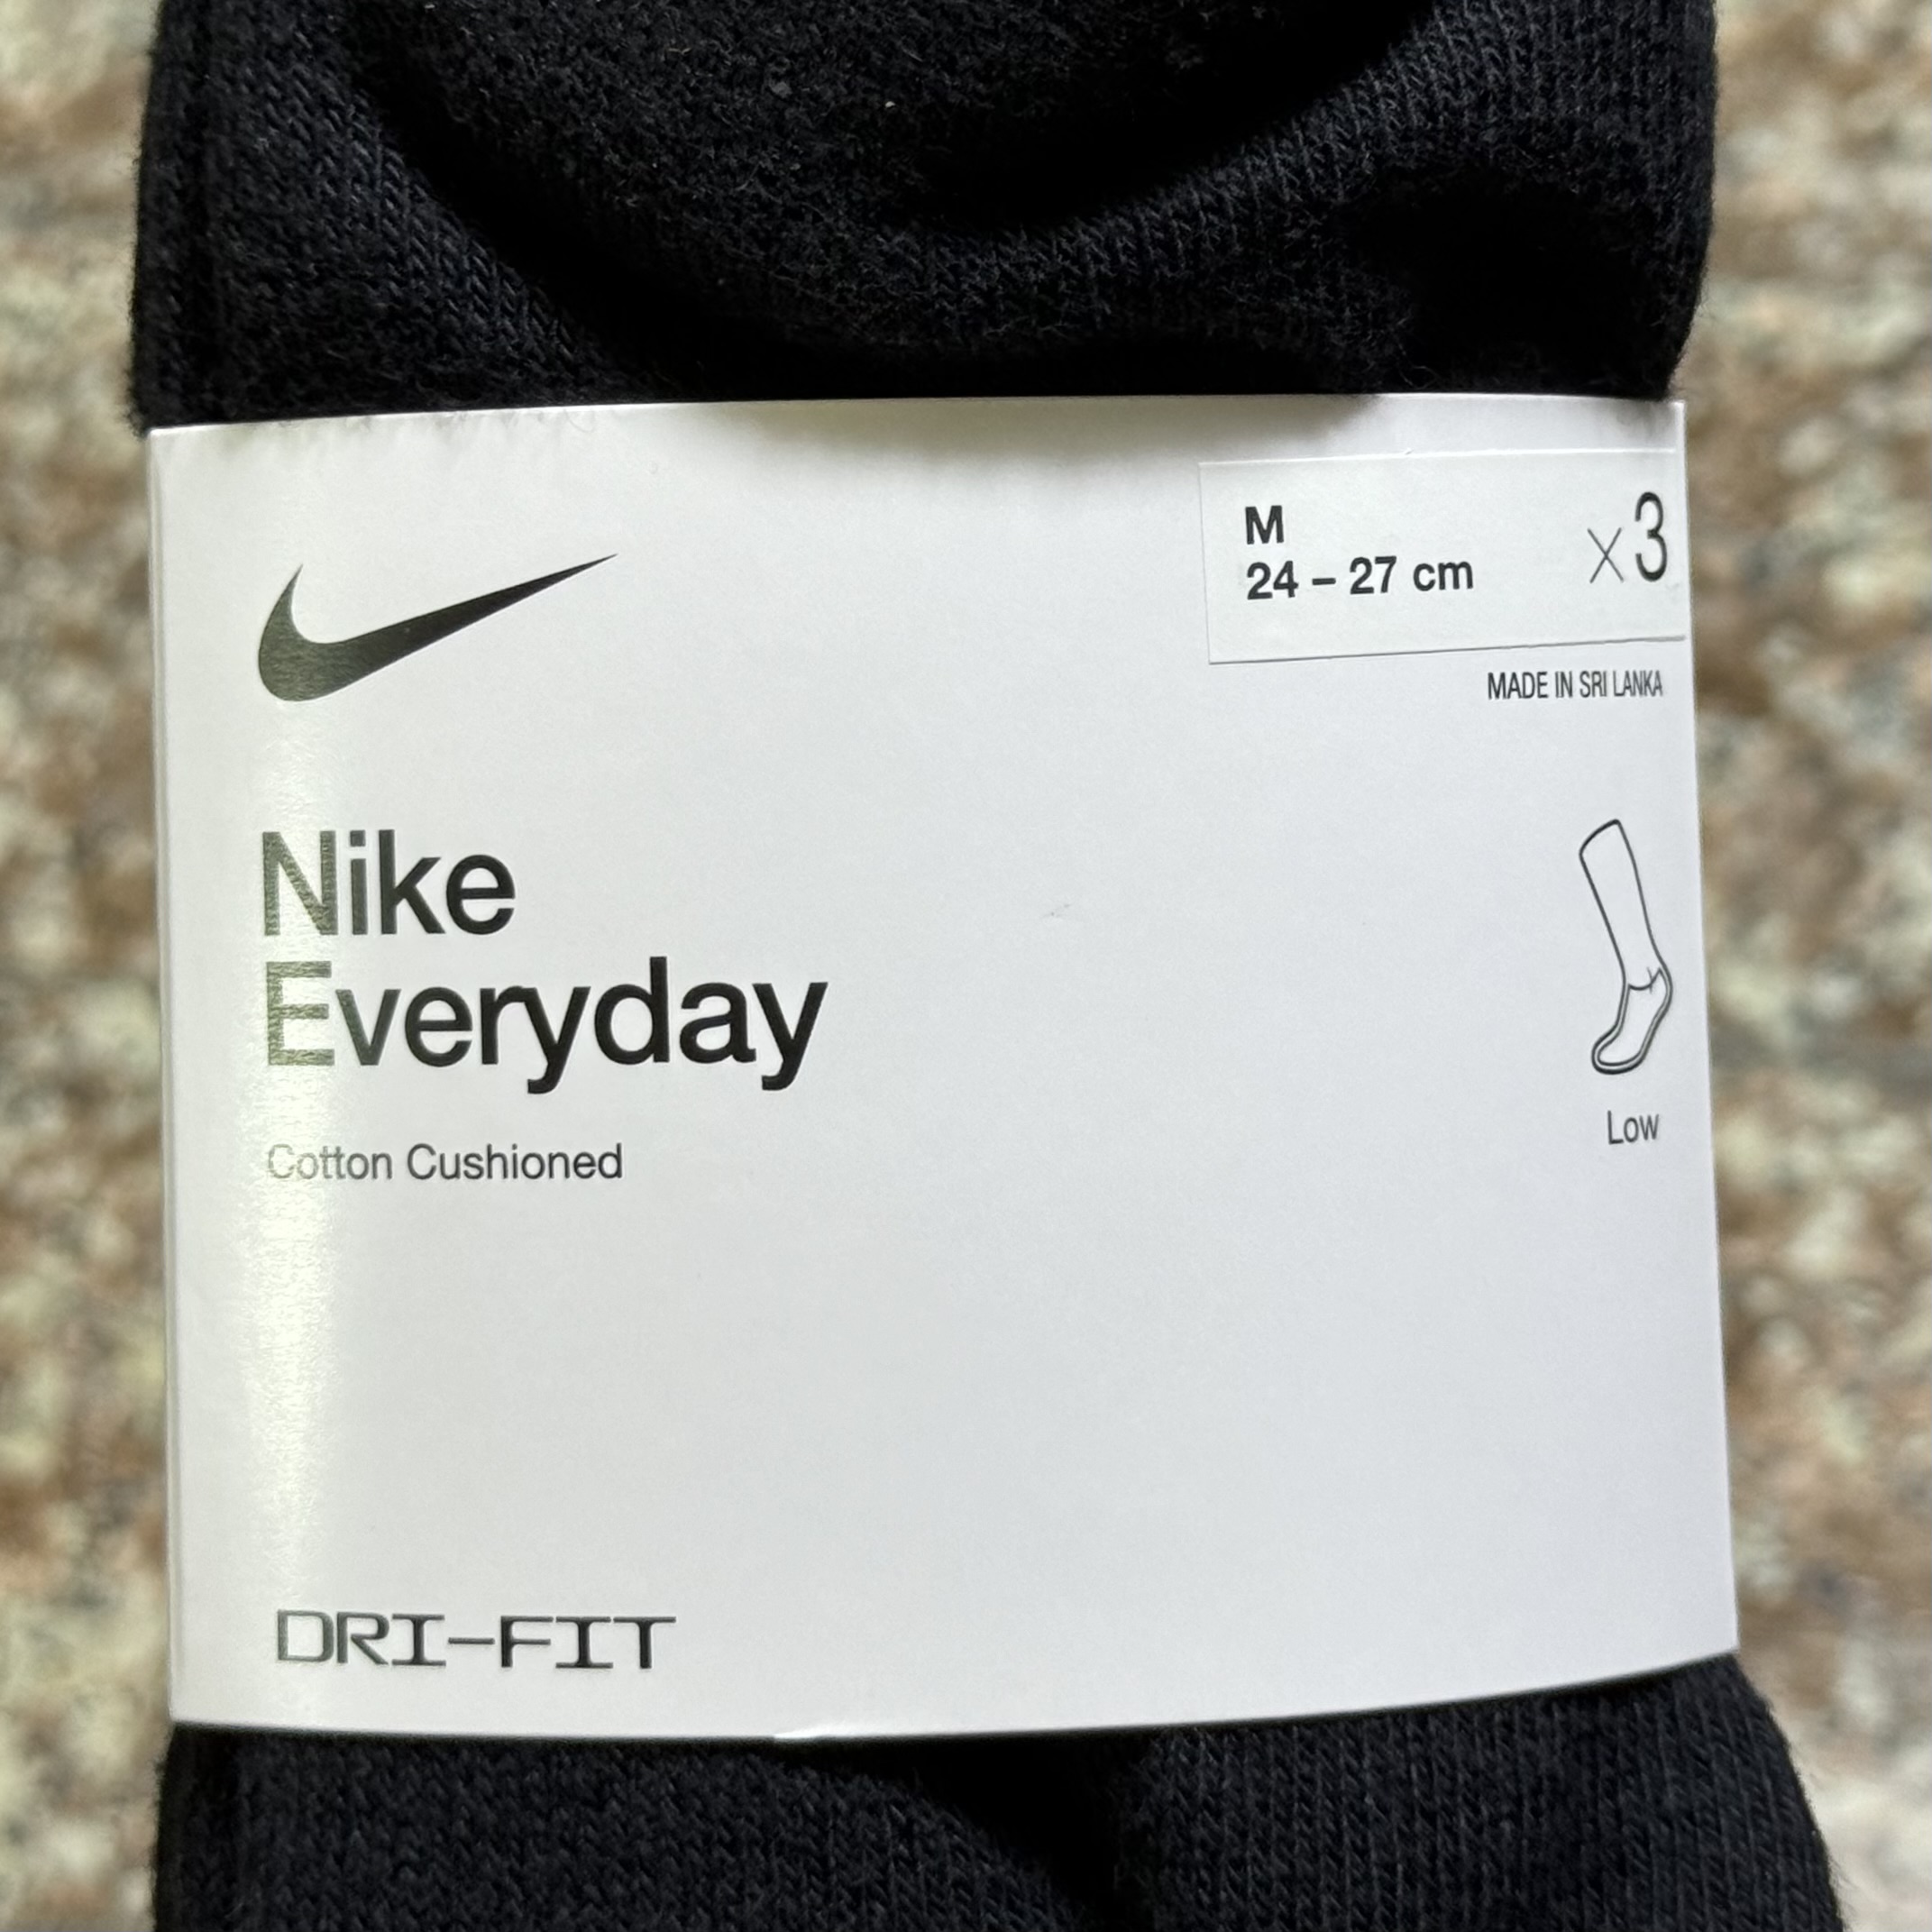 M
24 – 27 cm
x3
MADE IN SRI LANKA
Nike
Everyday
Cotton Cushioned
Low
DRI-FIT